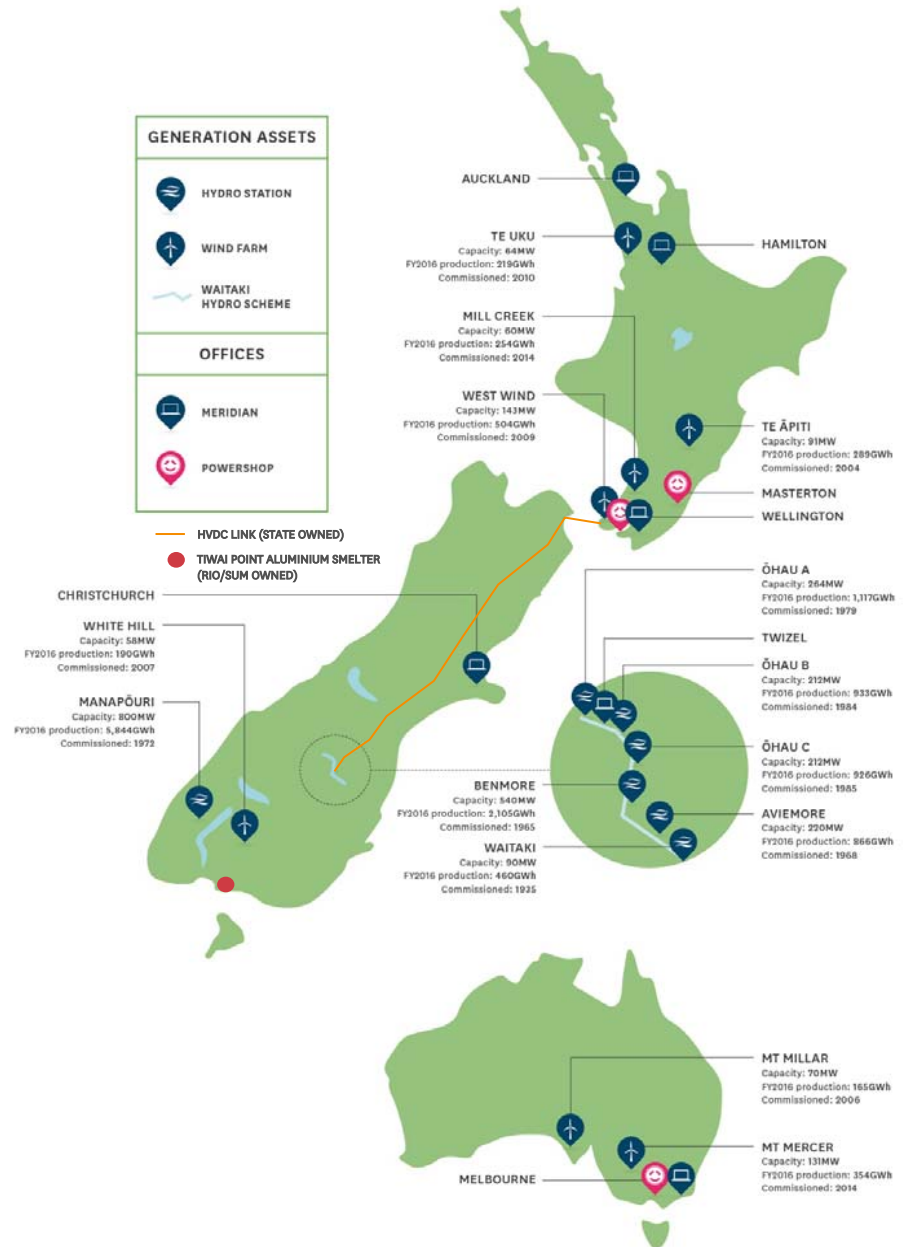 GENERATION ASSETS
HYDRO STATION
WIND FARM
WAITAKI
HYDRO SCHEME
OFFICES
MERIDIAN
POWERSHOP
HVDC LINK (STATE OWNED)
TIWAI POINT ALUMINIUM SMELTER
(RIO/SUM OWNED)
AUCKLAND
TE UKU
Capacity: 64MW
FY2016 production: 219GWh
Commissioned: 2010
HAMILTON
MILL CREEK
Capacity: 60MW
FY2016 production: 254GWh
Commissioned: 2014
WEST WIND
Capacity: 143MW
FY2016 production: 504GWh
Commissioned: 2009
TE ĀPITI
Capacity: 91MW
FY2016 production: 289GWh
Commissioned: 2004
MASTERTON
WELLINGTON
CHRISTCHURCH
WHITE HILL
Capacity: 58MW
FY2016 production: 190GWh
Commissioned: 2007
MANAPŌURI
Capacity: 800MW
FY2016 production: 5,844GWh
Commissioned: 1972
ŌHAU A
Capacity: 264MW
FY2016 production: 1,117GWh
Commissioned: 1979
TWIZEL
ŌHAU B
Capacity: 212MW
FY2016 production: 933GWh
Commissioned: 1984
ŌHAU C
Capacity: 212MW
FY2016 production: 926GWh
Commissioned: 1985
BENMORE
Capacity: 540MW
FY2016 production: 2,105GWh
Commissioned: 1965
AVIEMORE
Capacity: 220MW
FY2016 production: 866GWh
Commissioned: 1968
WAITAKI
Capacity: 90MW
FY2016 production: 460GWh
Commissioned: 1935
MT MILLAR
Capacity: 70MW
FY2016 production: 165GWh
Commissioned: 2006
MT MERCER
Capacity: 131MW
FY2016 production: 354GWh
Commissioned: 2014
MELBOURNE